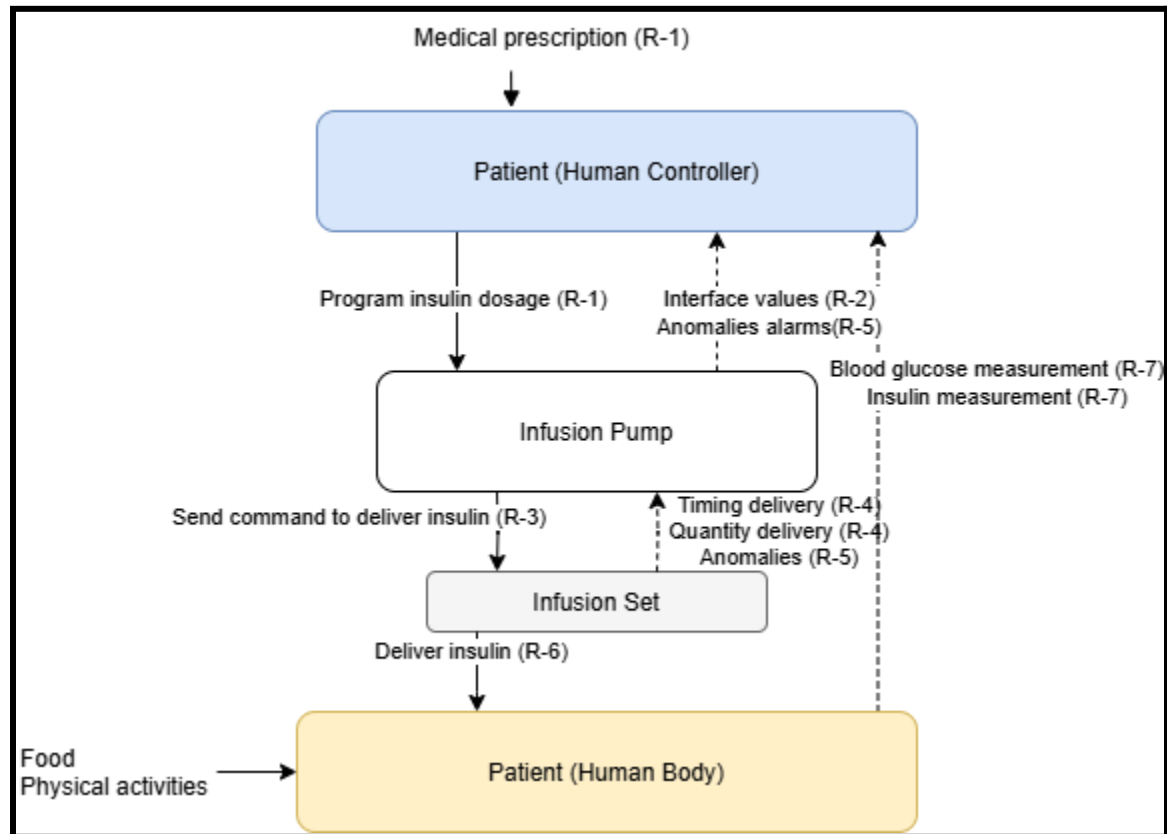 Medical prescription (R-1)
Patient (Human Controller)
Program insulin dosage (R-1)
Interface values (R-2)
Anomalies alarms(R-5)
Blood glucose measurement (R-7)
Insulin measurement (R-7)
Infusion Pump
Send command to deliver insulin (R-3)
Timing delivery (R-4)
Quantity delivery (R-4)
Anomalies (R-5)
Infusion Set
Deliver insulin (R-6)
Food
Physical activities
Patient (Human Body)